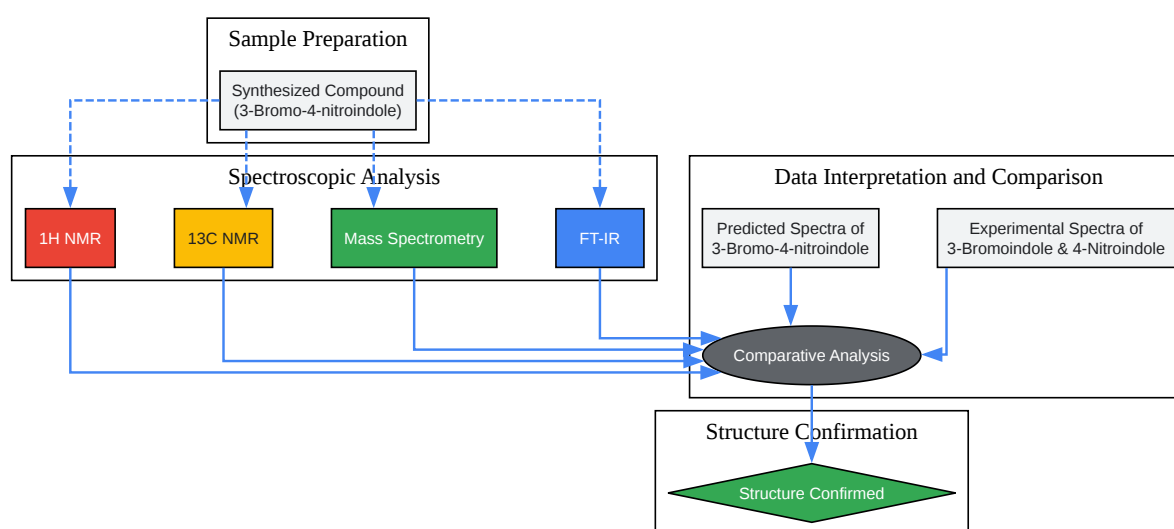 Sample Preparation
Synthesized Compound
(3-Bromo-4-nitroindole)
Spectroscopic Analysis
1H NMR
13C NMR
Mass Spectrometry
FT-IR
Data Interpretation and Comparison
Predicted Spectra of
3-Bromo-4-nitroindole
Experimental Spectra of
3-Bromoindole & 4-Nitroindole
Comparative Analysis
Structure Confirmation
Structure Confirmed